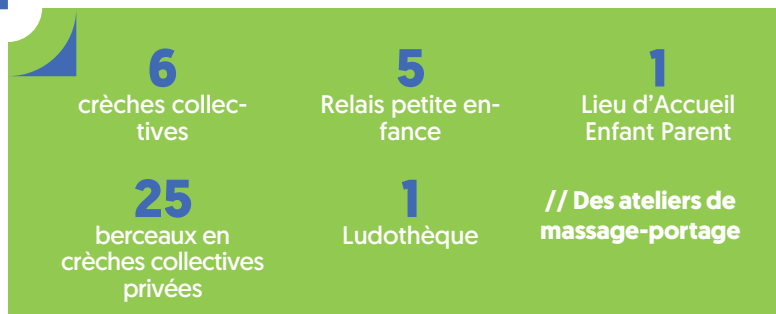 6
crèches collec-
tives
5
Relais petite en-
fance
1
Lieu d’Accueil
Enfant Parent
25
berceaux en
crèches collectives
privées
1
Ludothèque
// Des ateliers de
massage-portage